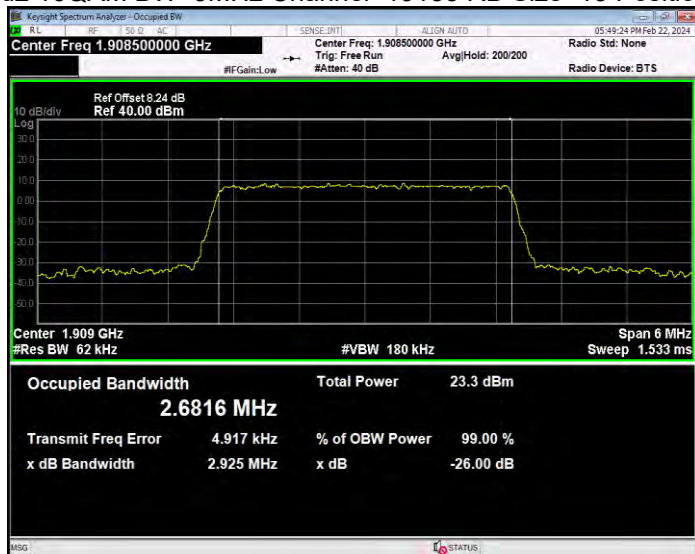 Keysight Spectrum Analyzer - Occupied BW
RL RF 50 Ω AC SENSE:INT ALIGN AUTO 05:49:24 PM Feb 22, 2024
Center Freq 1.908500000 GHz Center Freq: 1.908500000 GHz Radio Std: None
Trig: Free Run Avg|Hold: 200/200
#IFGain:Low #Atten: 40 dB Radio Device: BTS
Ref Offset 8.24 dB
10 dB/div Ref 40.00 dBm
Log
30.0
20.0
10.0
0.00
-10.0
-20.0
-30.0
-40.0
-50.0
Center 1.909 GHz Span 6 MHz
#Res BW 62 kHz #VBW 180 kHz Sweep 1.533 ms
Occupied Bandwidth Total Power 23.3 dBm
2.6816 MHz
Transmit Freq Error 4.917 kHz % of OBW Power 99.00 %
x dB Bandwidth 2.925 MHz x dB -26.00 dB
MSG STATUS